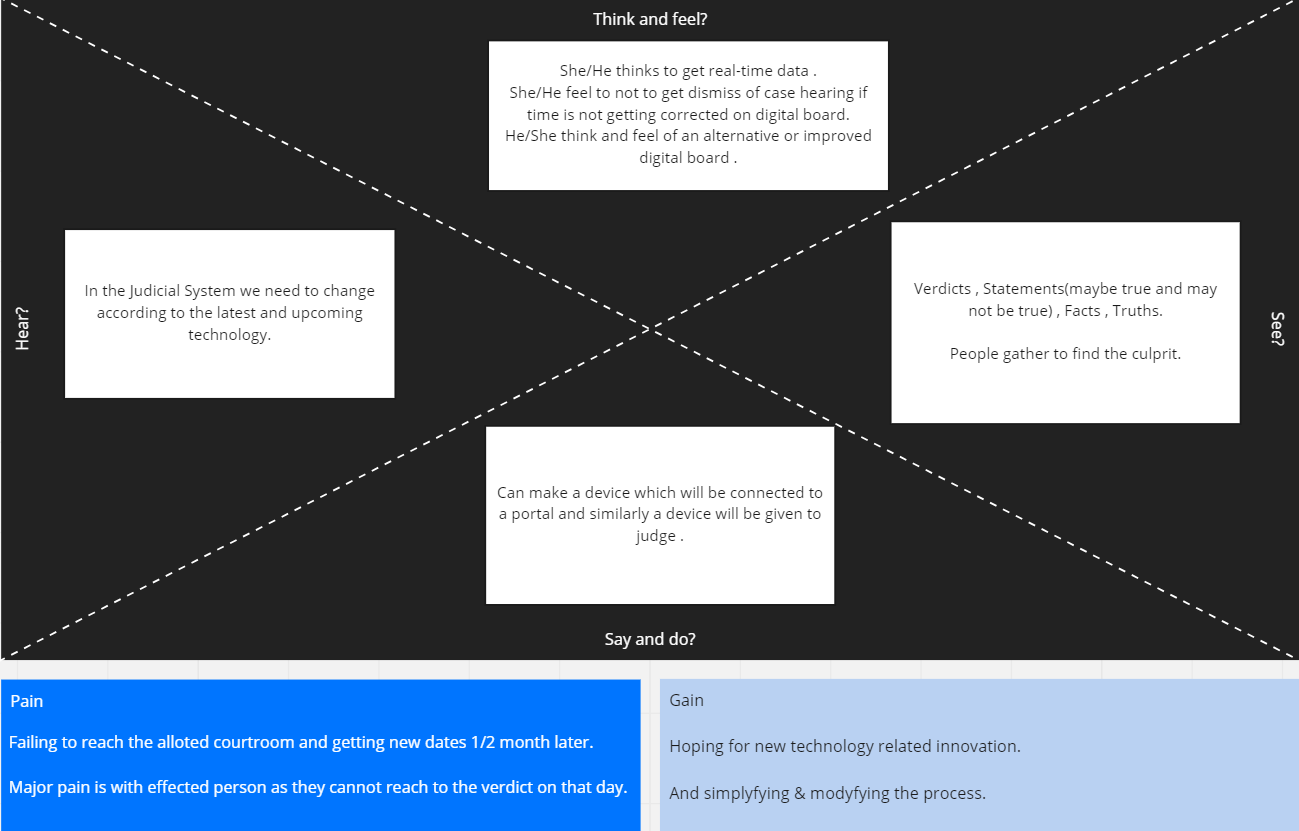 Think and feel?
She/He thinks to get real-time data .
She/He feel to not to get dismiss of case hearing if
time is not getting corrected on digital board.
He/She think and feel of an alternative or improved
digital board .
Hear?
In the Judicial System we need to change
according to the latest and upcoming
technology.
Verdicts , Statements(maybe true and may
not be true) , Facts , Truths.
People gather to find the culprit.
See?
Can make a device which will be connected to
a portal and similarly a device will be given to
judge .
Say and do?
Pain
Failing to reach the alloted courtroom and getting new dates 1/2 month later.
Major pain is with effected person as they cannot reach to the verdict on that day.
Gain
Hoping for new technology related innovation.
And simplyfying & modyfying the process.